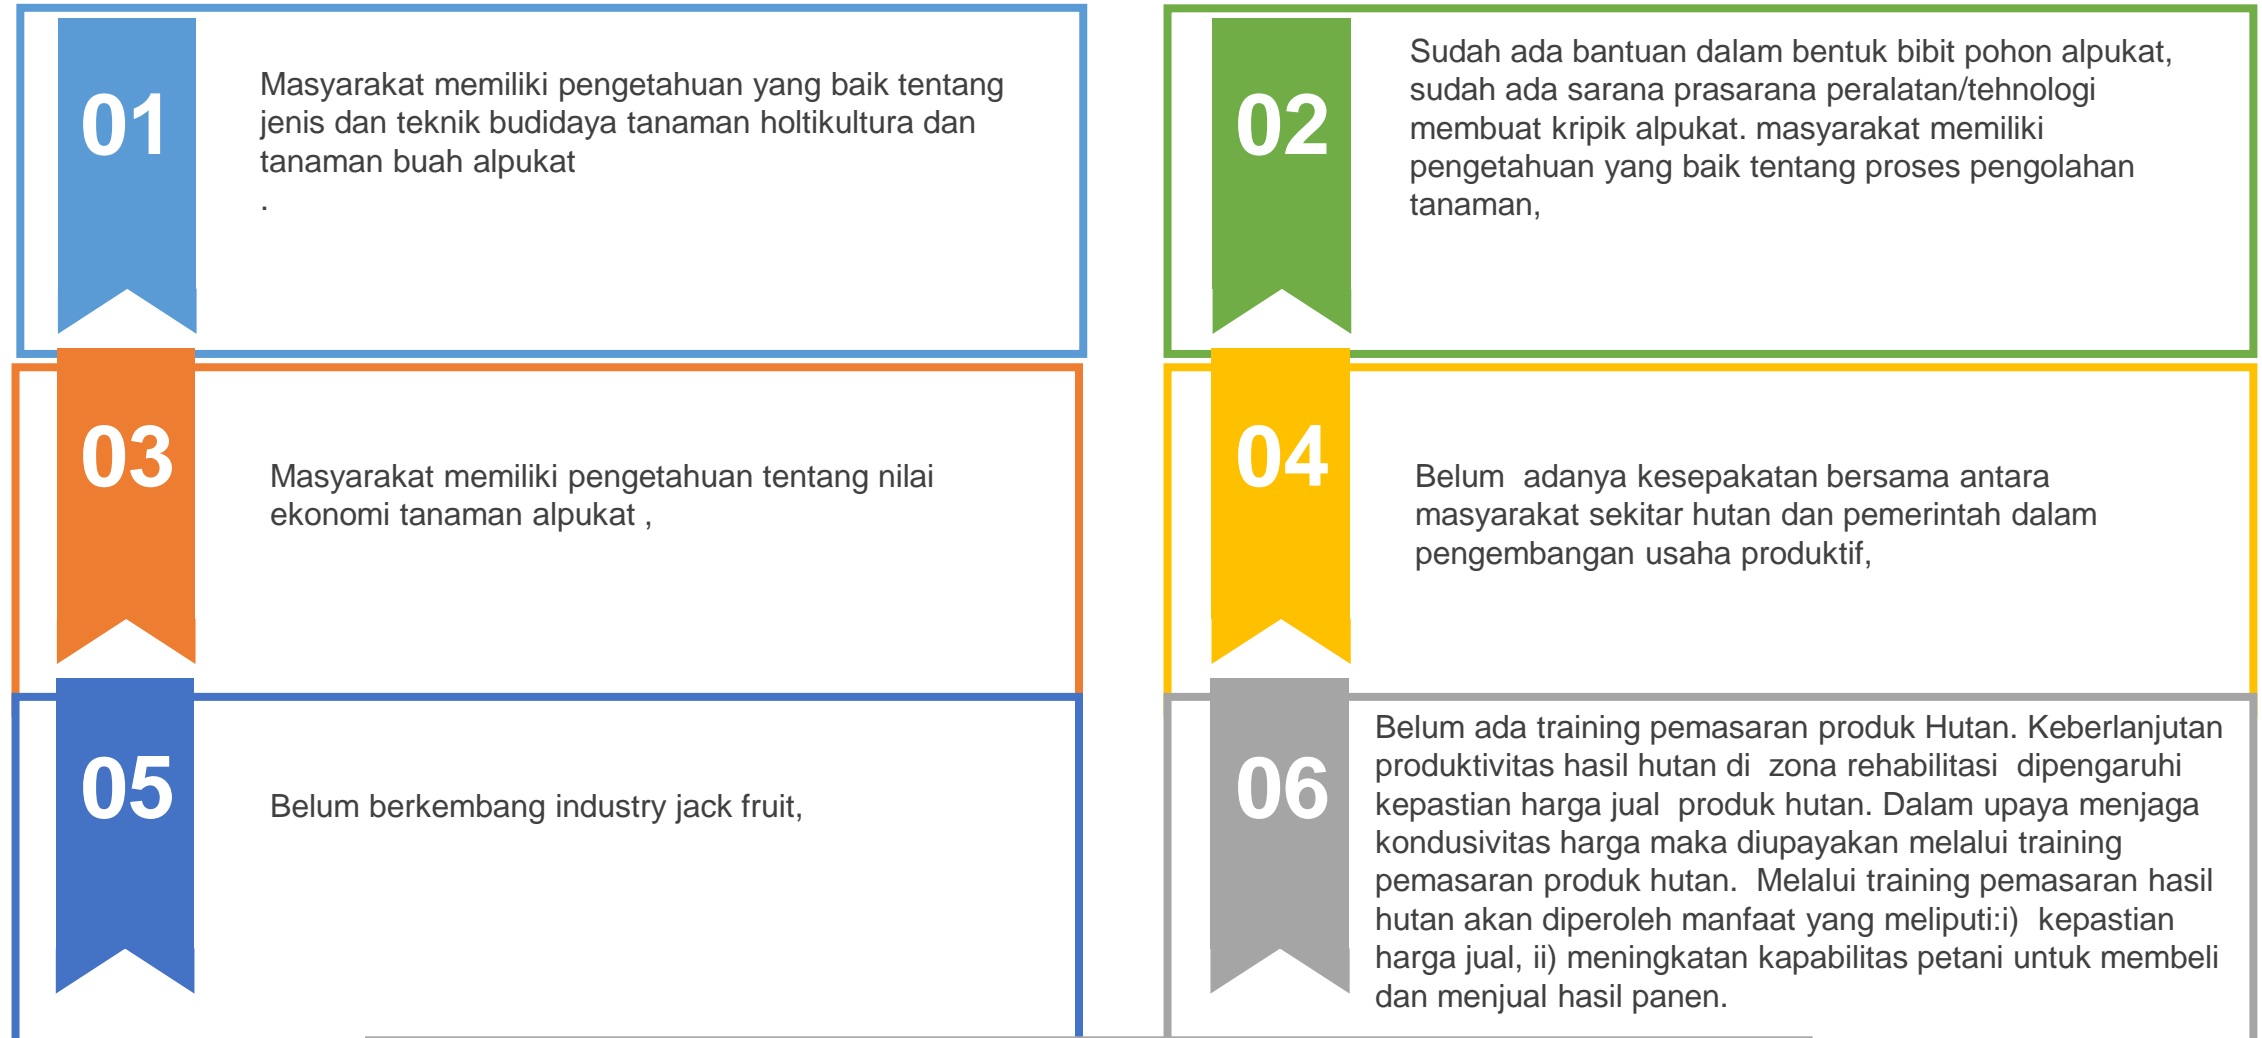 01
Masyarakat memiliki pengetahuan yang baik tentang
jenis dan teknik budidaya tanaman holtikultura dan
tanaman buah alpukat
.
02
Sudah ada bantuan dalam bentuk bibit pohon alpukat,
sudah ada sarana prasarana peralatan/tehnologi
membuat kripik alpukat. masyarakat memiliki
pengetahuan yang baik tentang proses pengolahan
tanaman,
03
Masyarakat memiliki pengetahuan tentang nilai
ekonomi tanaman alpukat ,
04
Belum  adanya kesepakatan bersama antara
masyarakat sekitar hutan dan pemerintah dalam
pengembangan usaha produktif,
05
Belum berkembang industry jack fruit,
06
Belum ada training pemasaran produk Hutan. Keberlanjutan
produktivitas hasil hutan di  zona rehabilitasi  dipengaruhi
kepastian harga jual  produk hutan. Dalam upaya menjaga
kondusivitas harga maka diupayakan melalui training
pemasaran produk hutan.  Melalui training pemasaran hasil
hutan akan diperoleh manfaat yang meliputi:i)  kepastian
harga jual, ii) meningkatan kapabilitas petani untuk membeli
dan menjual hasil panen.